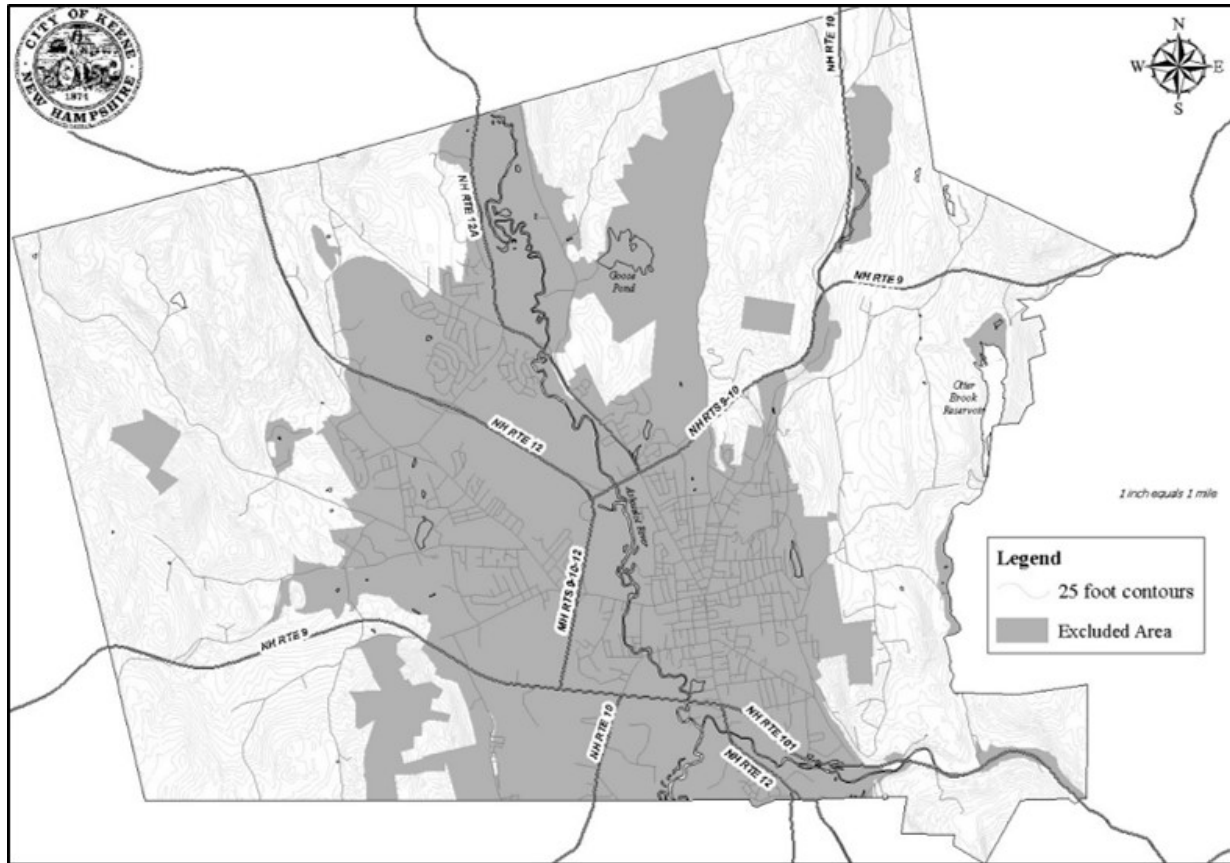 CITY OF KEENE
NEW HAMPSHIRE
1874
NH RTE 10
N
W E
S
NH RTE 12A
Goose
Pond
NH RTE 9
Otter
Brook
Reservoir
NH RTS 9-10
NH RTE 12
Ashuelot River
1 inch equals 1 mile
NH RTS 9-10-12
Legend
25 foot contours
Excluded Area
NH RTE 9
NH RTE 10
NH RTE 101
NH RTE 12